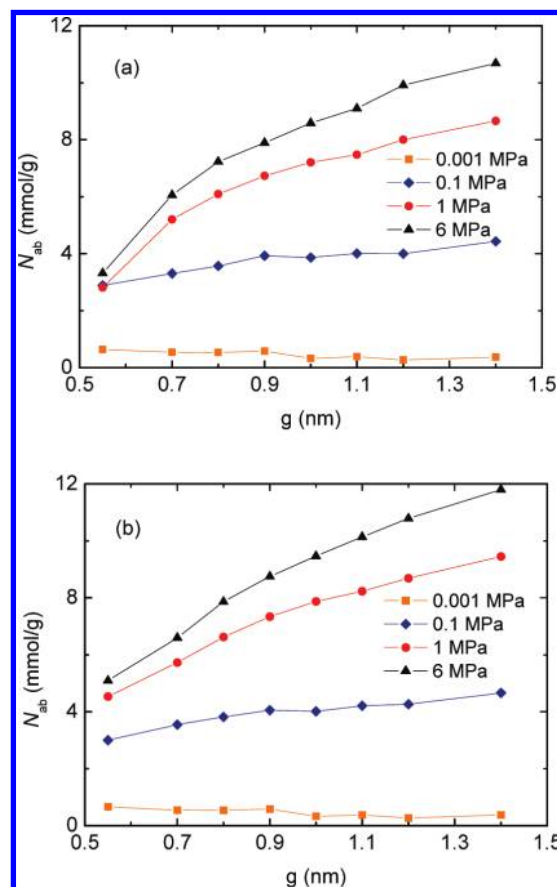 12
(a)
8
N_ab (mmol/g)
0.001 MPa
0.1 MPa
1 MPa
6 MPa
4
0
0.5 0.7 0.9 1.1 1.3 1.5
g (nm)
12
(b)
8
N_ab (mmol/g)
0.001 MPa
0.1 MPa
1 MPa
6 MPa
4
0
0.5 0.7 0.9 1.1 1.3 1.5
g (nm)